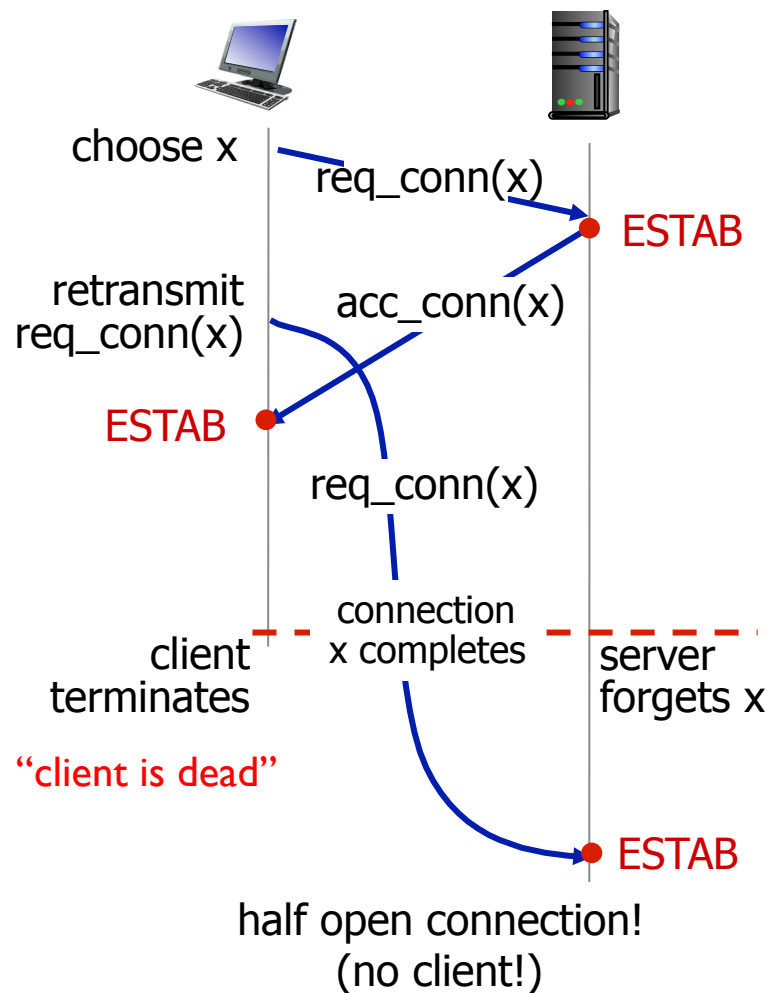 choose x
req_conn(x)
ESTAB
retransmit
req_conn(x)
acc_conn(x)
ESTAB
req_conn(x)
connection
x completes
client
terminates
server
forgets x
“client is dead”
ESTAB
half open connection!
(no client!)